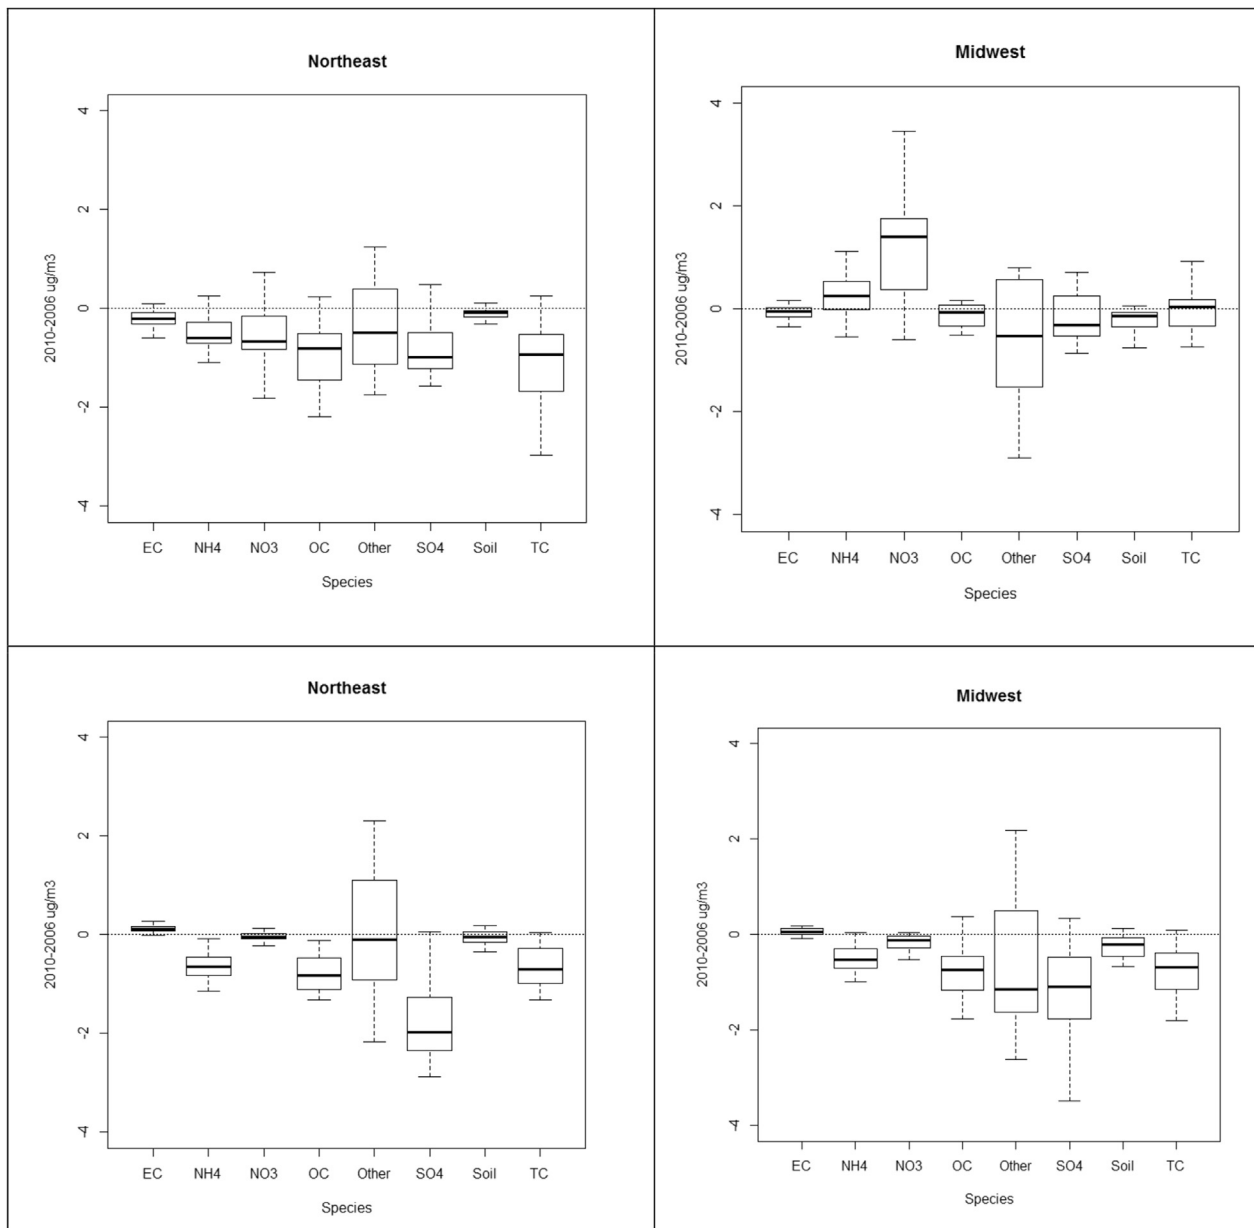 Northeast
4
2
0
-2
-4
2010-2006 ug/m3
EC NH4 NO3 OC Other SO4 Soil TC
Species
Midwest
4
2
0
-2
-4
2010-2006 ug/m3
EC NH4 NO3 OC Other SO4 Soil TC
Species
Northeast
4
2
0
-2
-4
2010-2006 ug/m3
EC NH4 NO3 OC Other SO4 Soil TC
Species
Midwest
4
2
0
-2
-4
2010-2006 ug/m3
EC NH4 NO3 OC Other SO4 Soil TC
Species